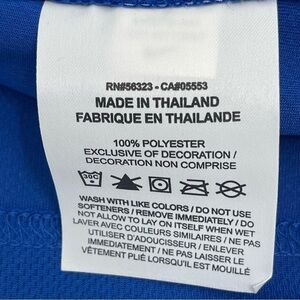 RN#56323 - CA#05553
MADE IN THAILAND
FABRIQUE EN THAILANDE
100% POLYESTER
EXCLUSIVE OF DECORATION /
DECORATION NON COMPRISE
30C
WASH WITH LIKE COLORS / DO NOT USE
SOFTENERS / REMOVE IMMEDIATELY / DO
NOT ALLOW TO LAY ON ITSELF WHEN WET
LAVER AVEC COULEURS SIMILAIRES / NE PAS
UTILISER D'ADOUCISSEUR / ENLEVER
IMMÉDIATEMENT / NE PAS LAISSER LE
VÊTEMENT PLIÉ LORSQU'IL EST MOUILLÉ